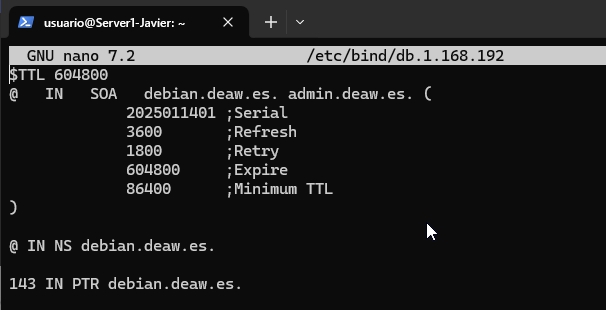 usuario@Server1-Javier: ~
GNU nano 7.2 /etc/bind/db.1.168.192
$TTL 604800
@ IN SOA debian.deaw.es. admin.deaw.es. (
2025011401 ;Serial
3600 ;Refresh
1800 ;Retry
604800 ;Expire
86400 ;Minimum TTL
)
@ IN NS debian.deaw.es.
143 IN PTR debian.deaw.es.